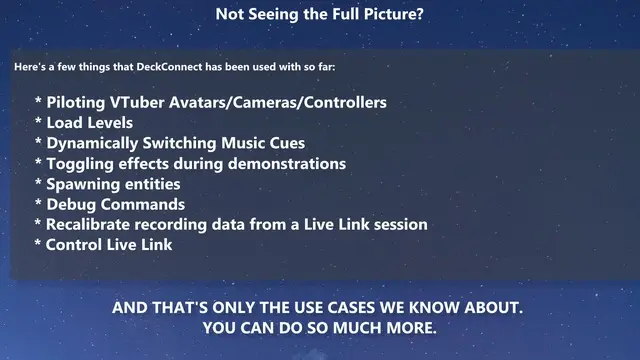 Not Seeing the Full Picture?
Here's a few things that DeckConnect has been used with so far:
* Piloting VTuber Avatars/Cameras/Controllers
* Load Levels
* Dynamically Switching Music Cues
* Toggling effects during demonstrations
* Spawning entities
* Debug Commands
* Recalibrate recording data from a Live Link session
* Control Live Link
AND THAT'S ONLY THE USE CASES WE KNOW ABOUT.
YOU CAN DO SO MUCH MORE.